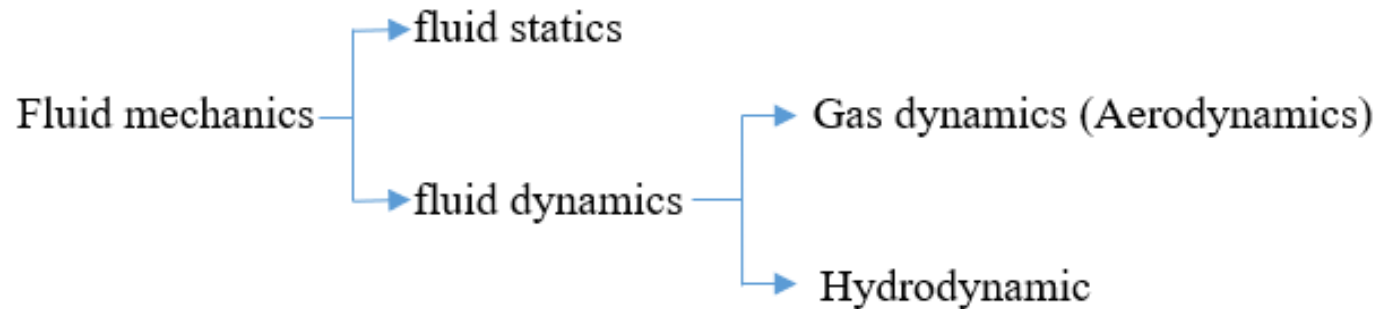 fluid statics
Fluid mechanics
Gas dynamics (Aerodynamics)
fluid dynamics
Hydrodynamic